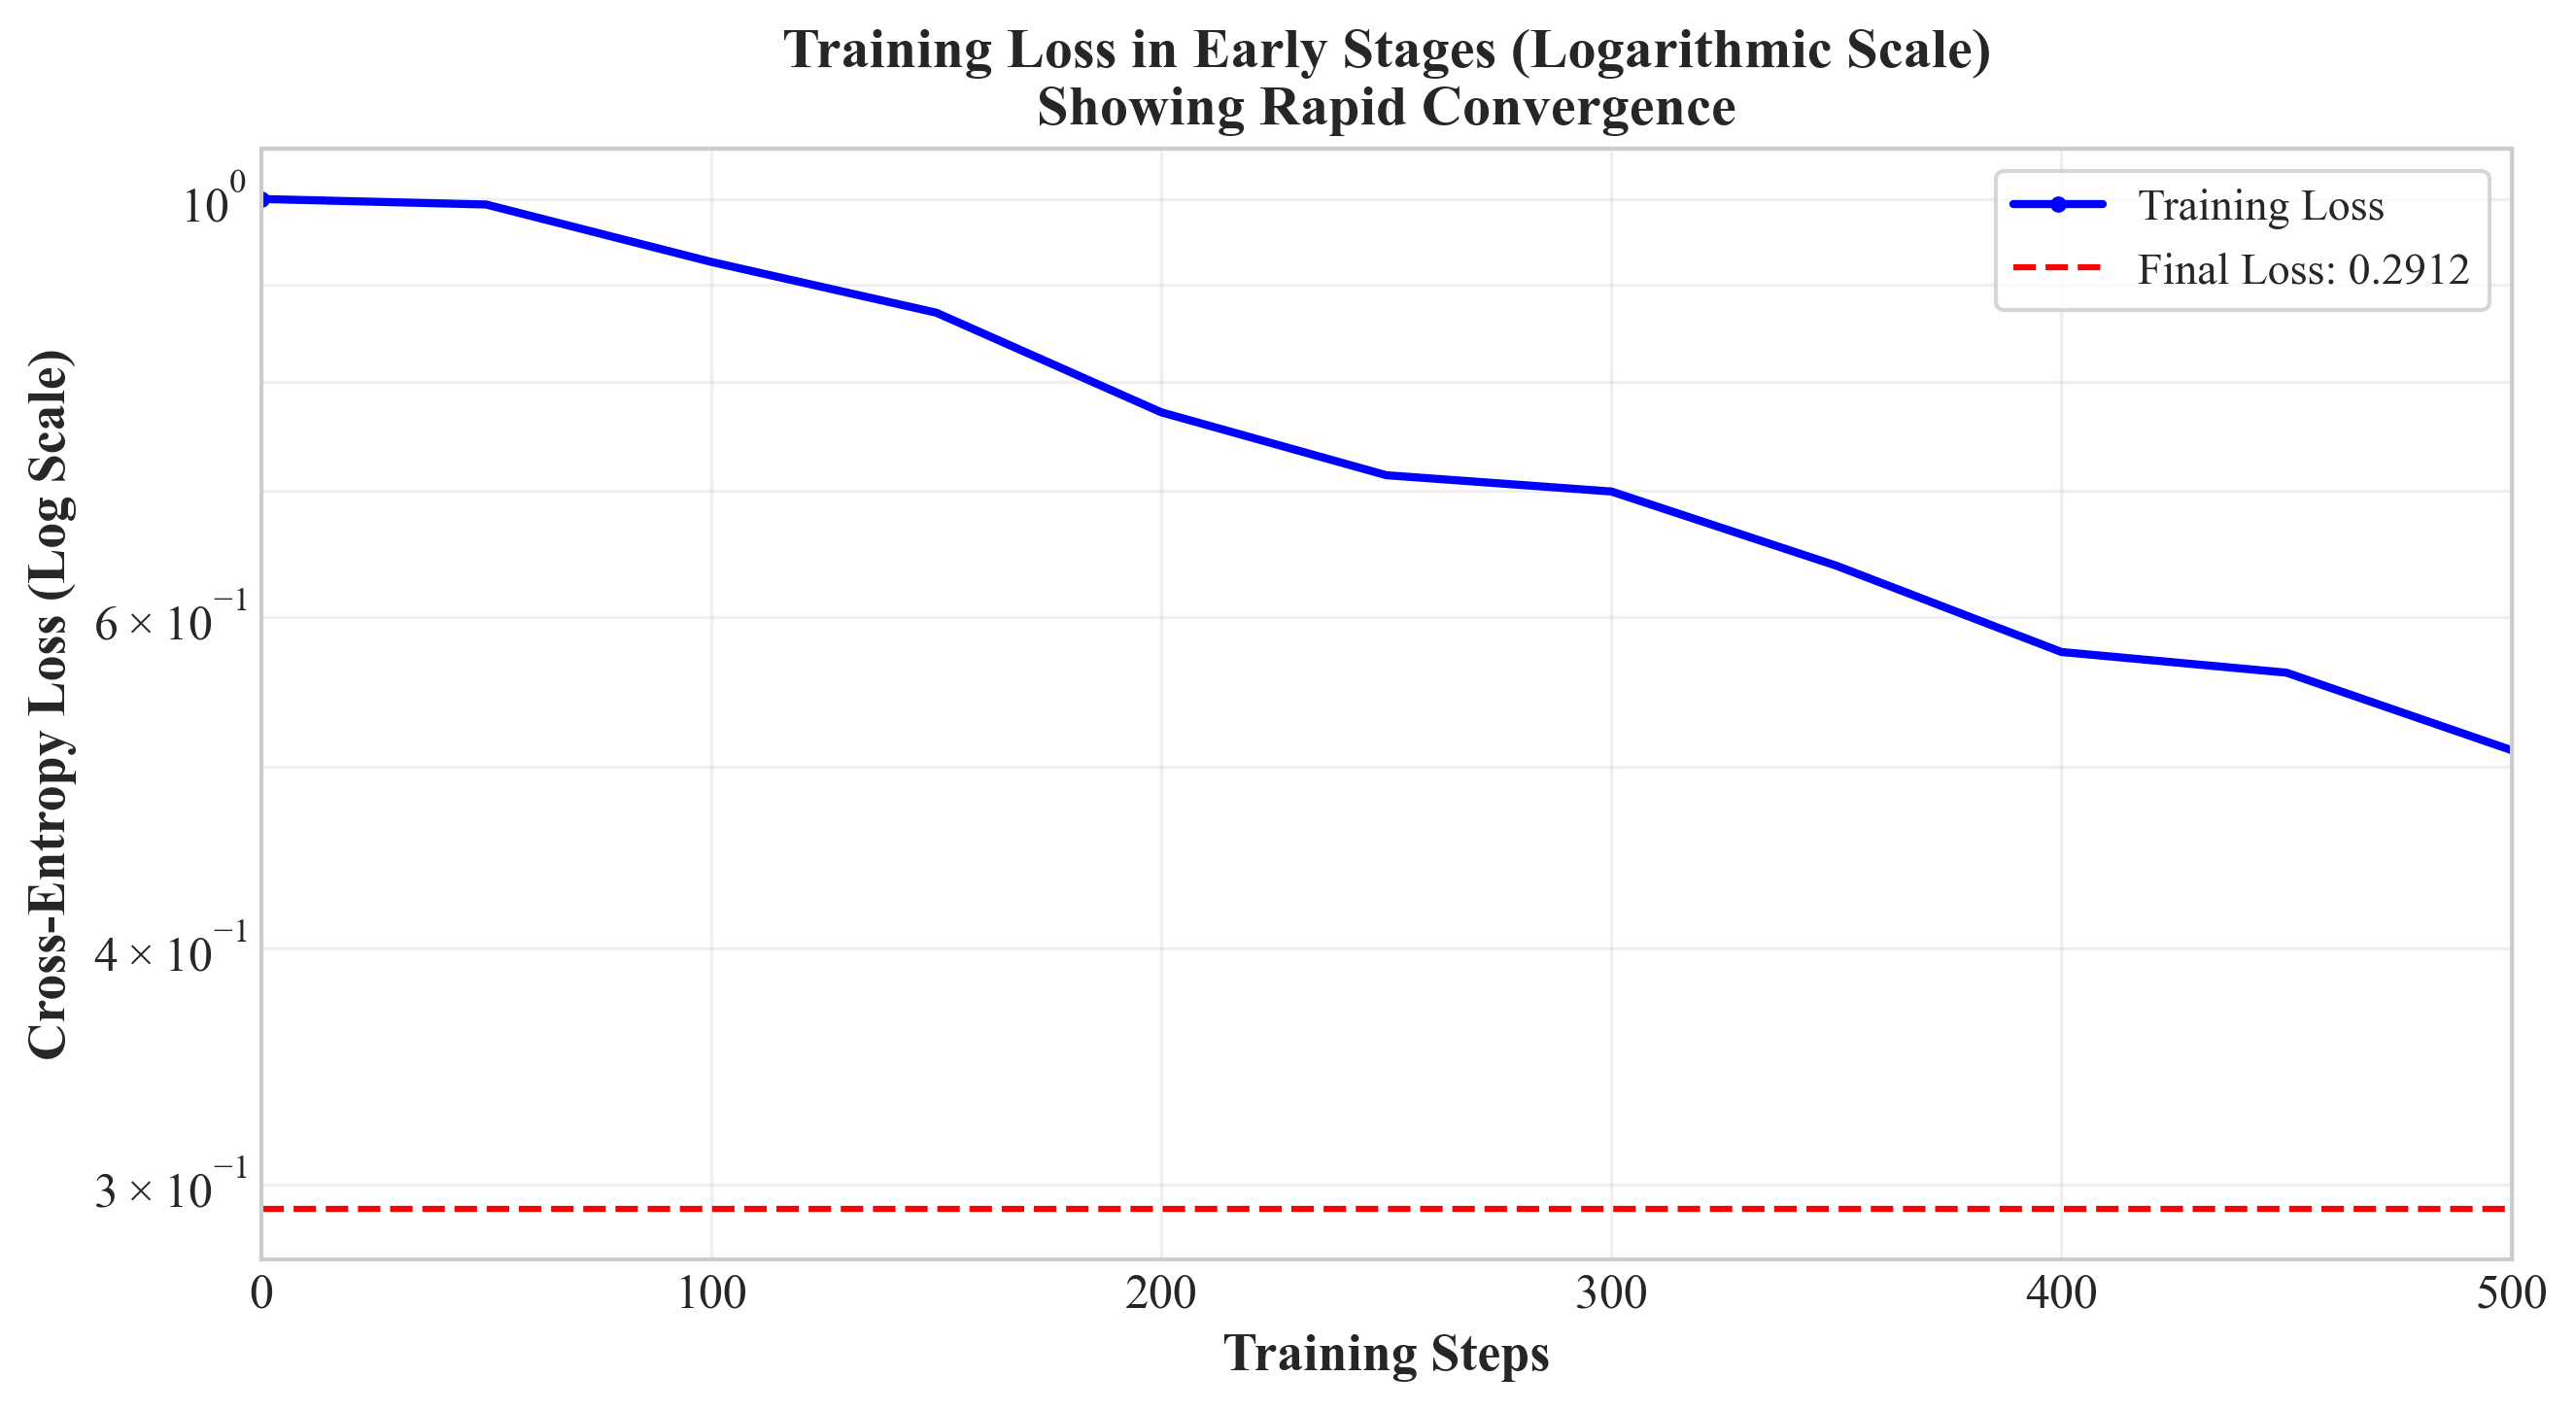 Training Loss in Early Stages (Logarithmic Scale)
Showing Rapid Convergence
Cross-Entropy Loss (Log Scale)
10⁰
6 × 10⁻¹
4 × 10⁻¹
3 × 10⁻¹
Training Loss
Final Loss: 0.2912
0 100 200 300 400 500
Training Steps